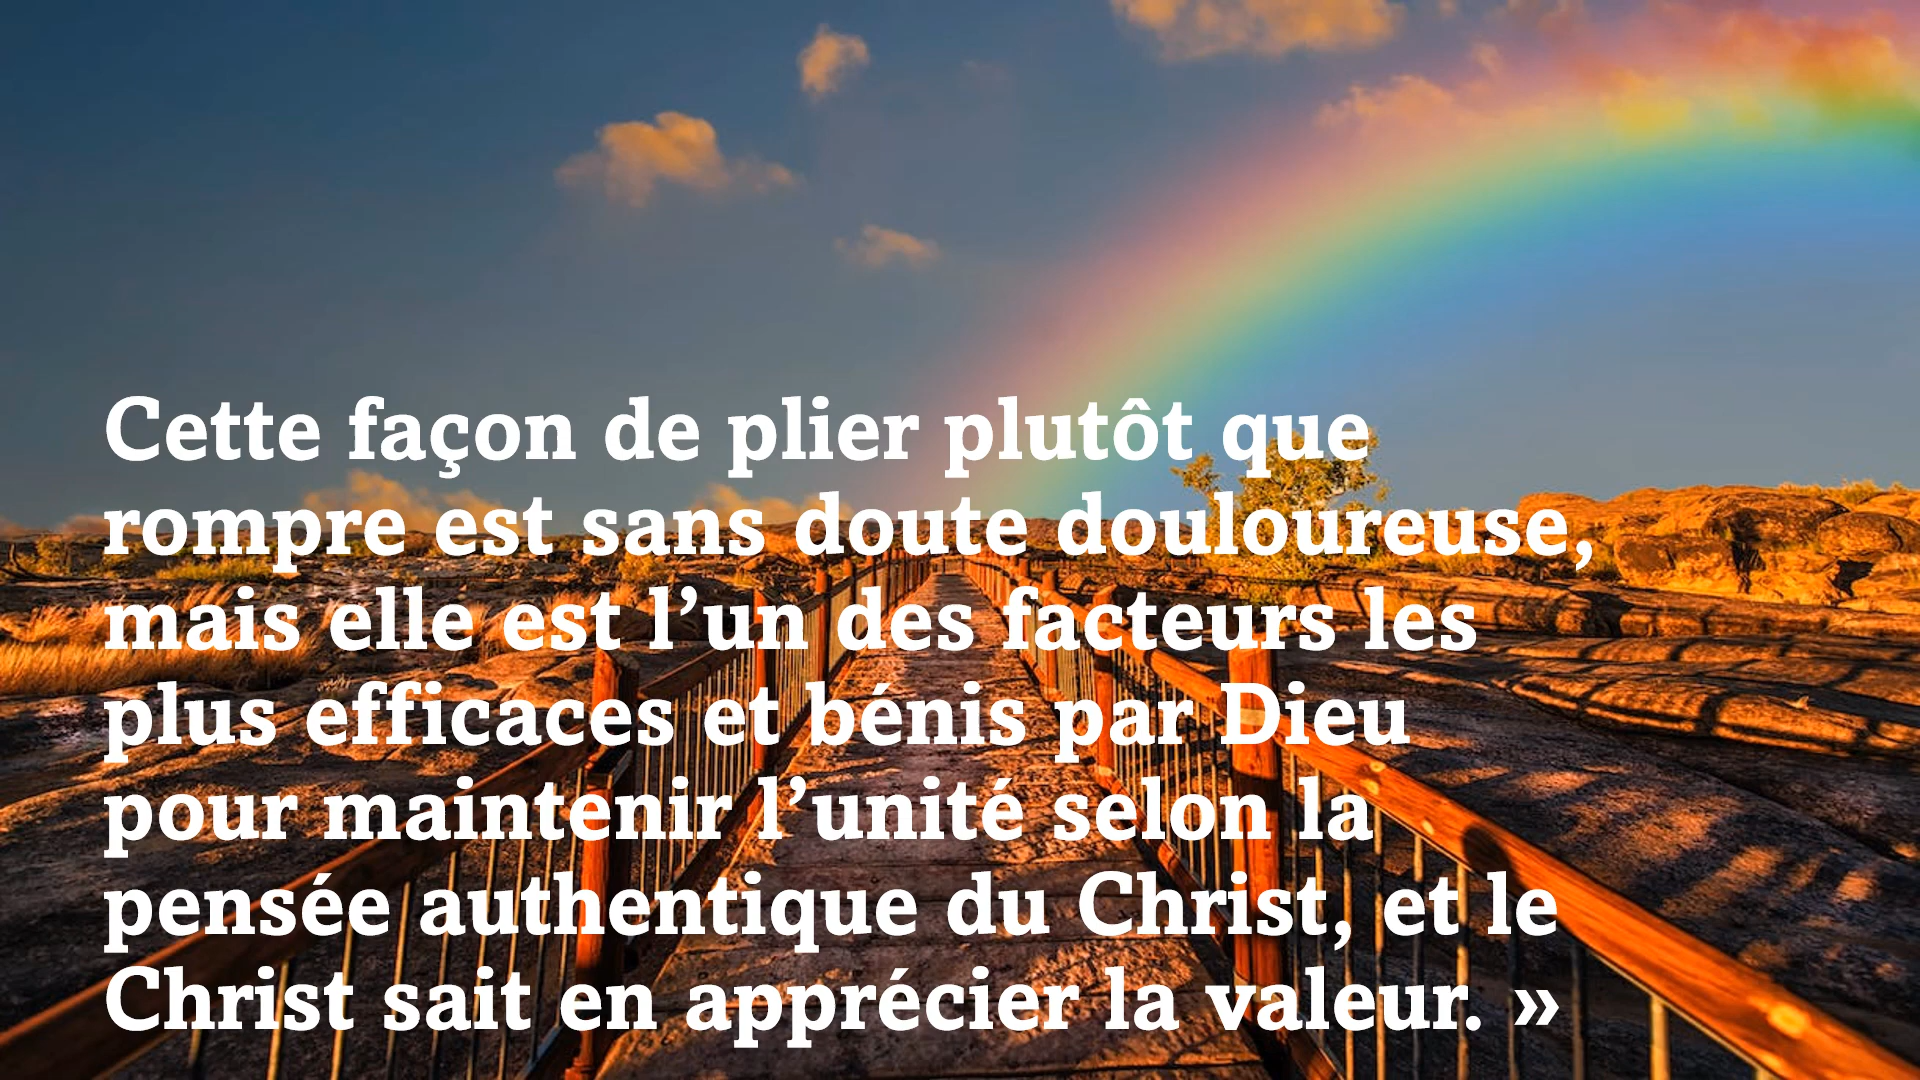 Cette façon de plier plutôt que
rompre est sans doute douloureuse,
mais elle est l’un des facteurs les
plus efficaces et bénis par Dieu
pour maintenir l’unité selon la
pensée authentique du Christ, et le
Christ sait en apprécier la valeur. »